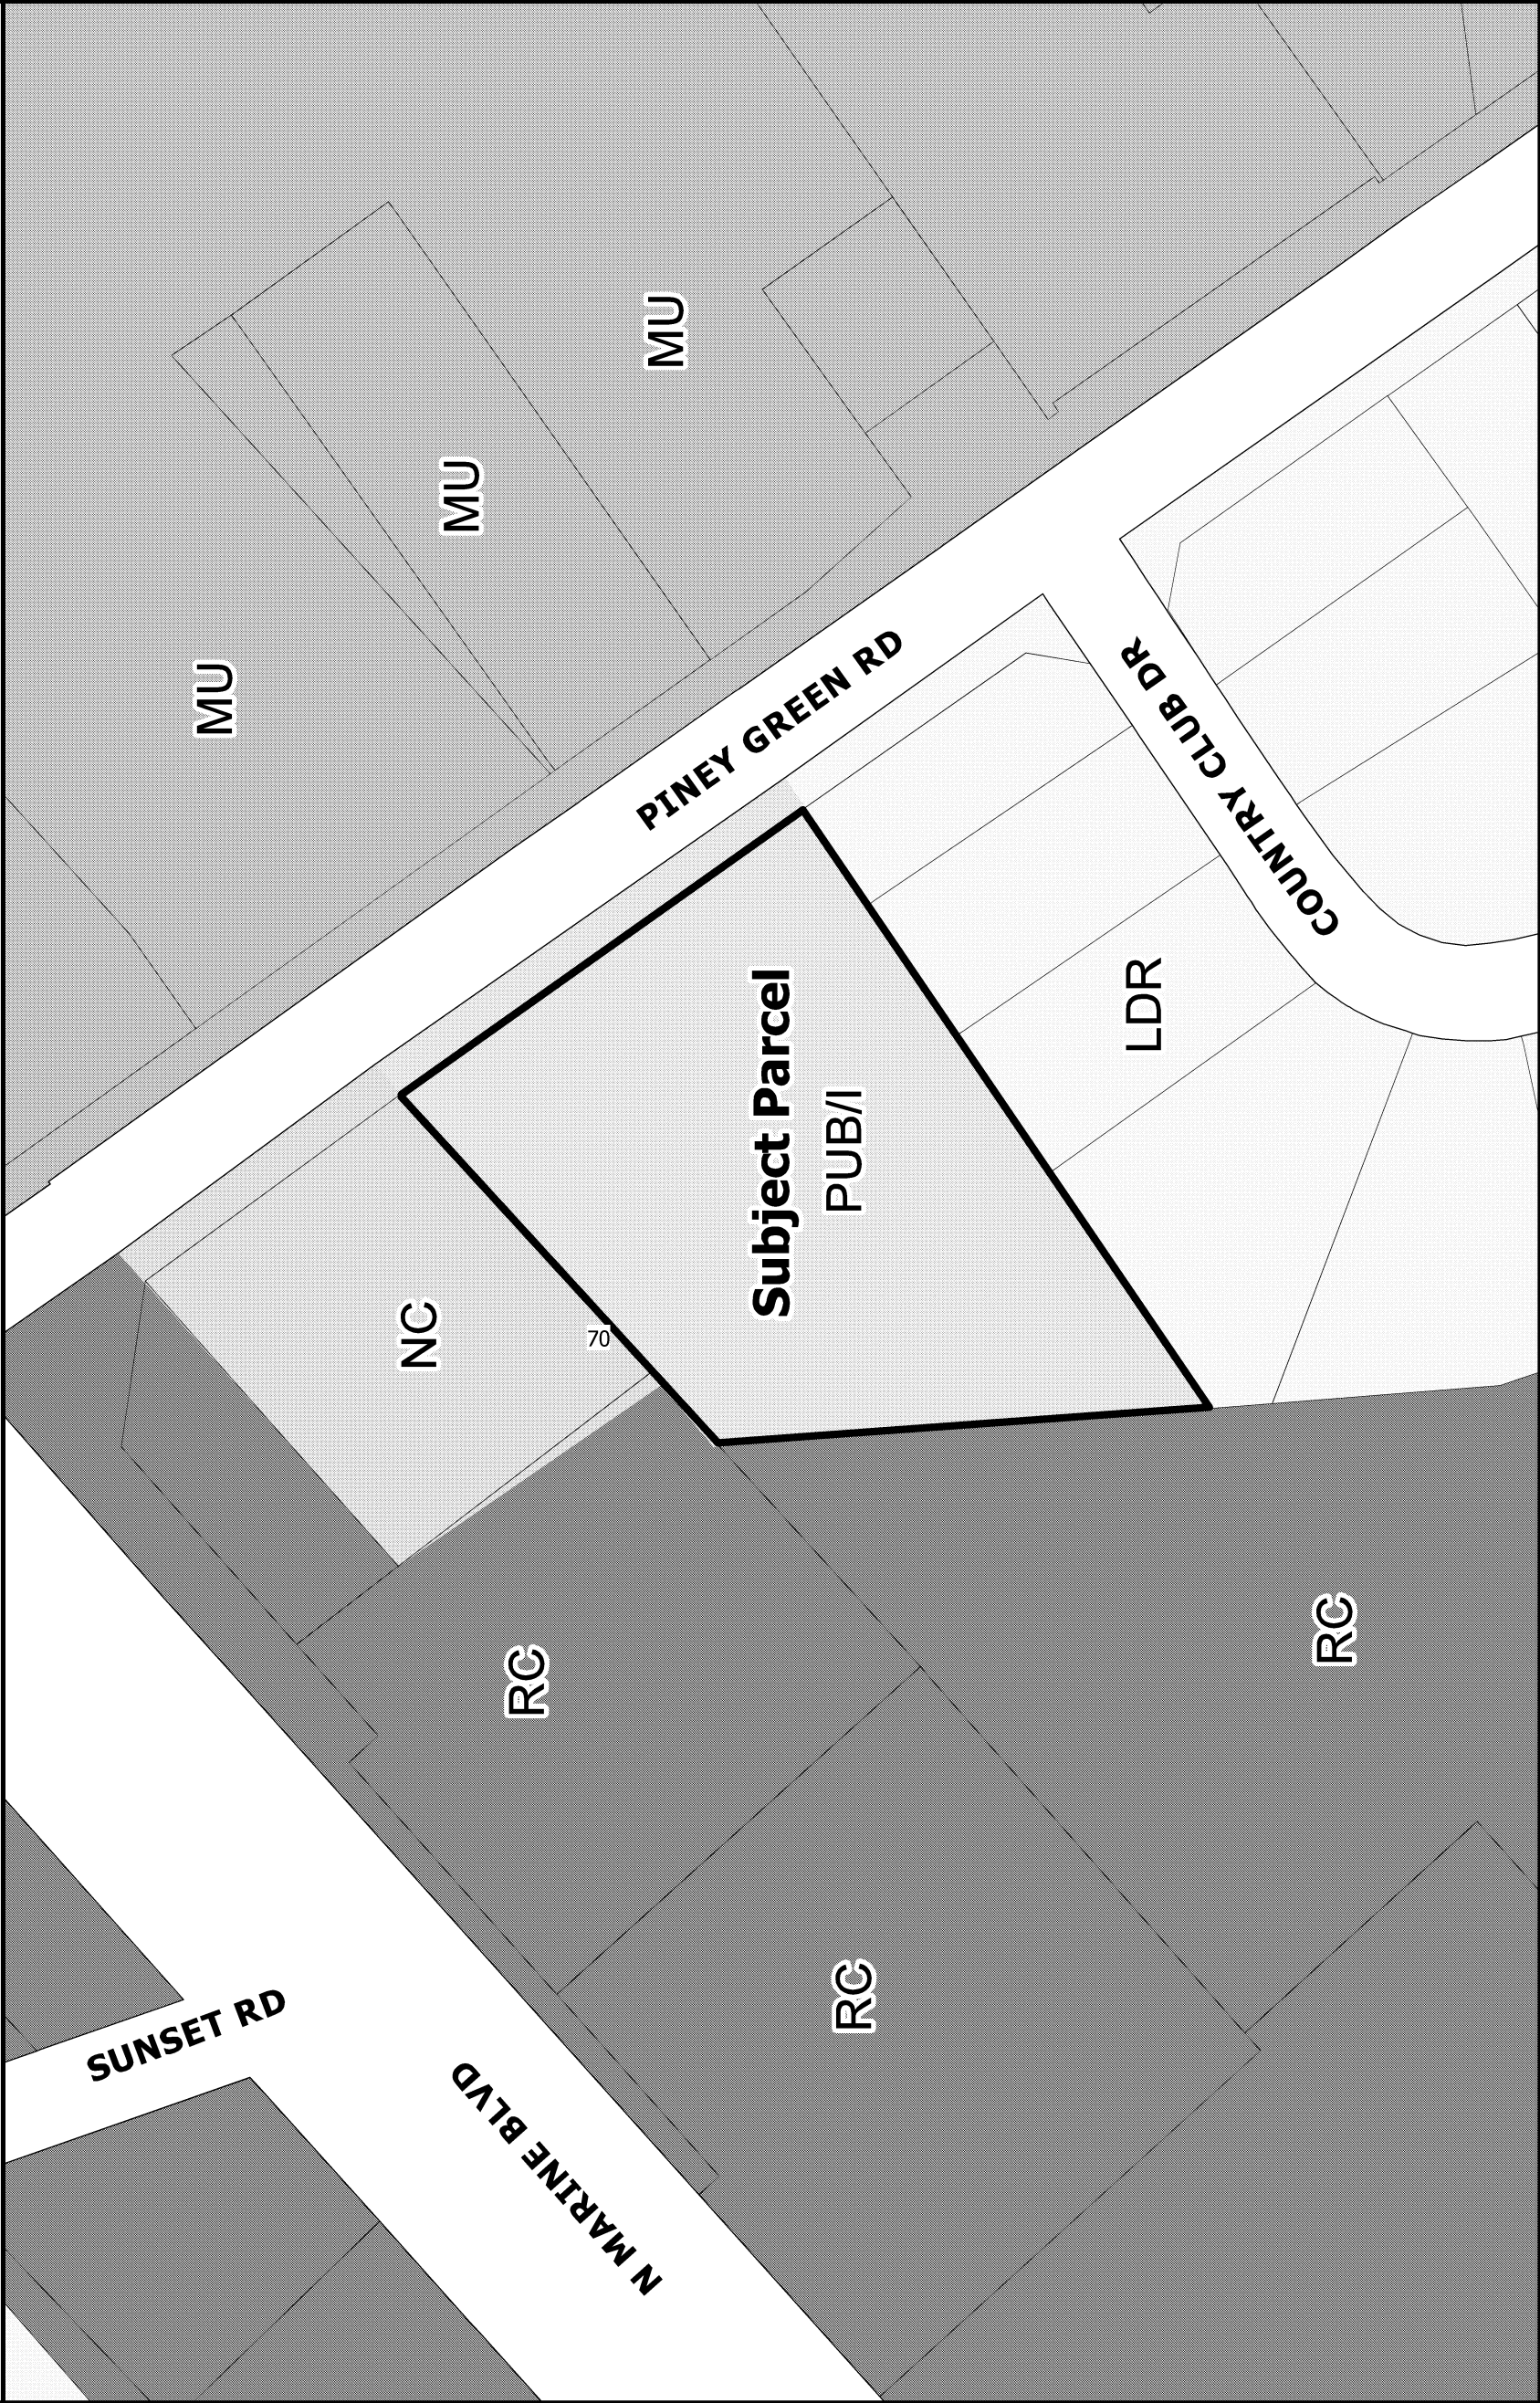 MU
MU
MU
PINEY GREEN RD
COUNTRY CLUB DR
LDR
Subject Parcel
PUB/I
NC
70
RC
RC
RC
SUNSET RD
N MARINE BLVD